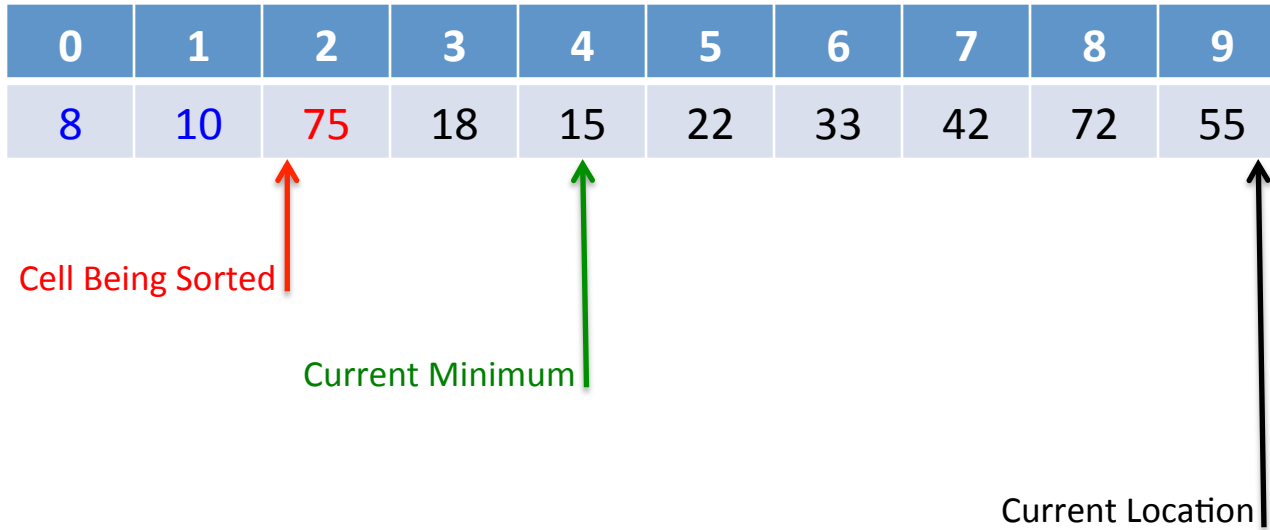 0 1 2 3 4 5 6 7 8 9
8 10 75 18 15 22 33 42 72 55
Cell Being Sorted
Current Minimum
Current Location